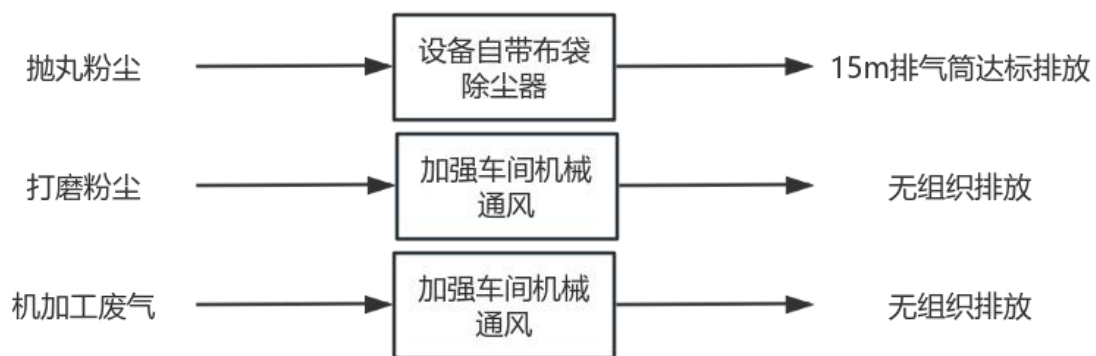 抛丸粉尘
设备自带布袋
除尘器
15m排气筒达标排放
打磨粉尘
加强车间机械
通风
无组织排放
机加工废气
加强车间机械
通风
无组织排放